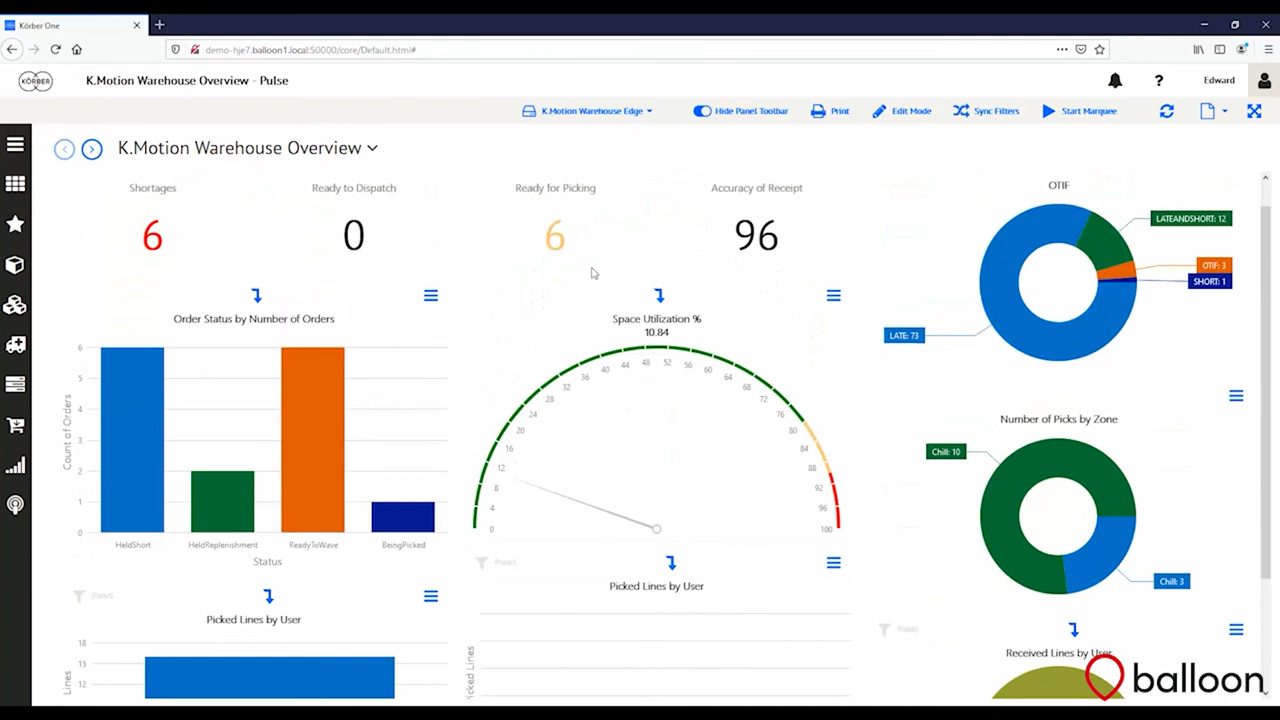 Körber One
demo-hje7.balloon1.local:50000/core/Default.html#
KÖRBER
K.Motion Warehouse Overview - Pulse
Edward
K.Motion Warehouse Edge
Hide Panel Toolbar
Print
Edit Mode
Sync Filters
Start Marquee
K.Motion Warehouse Overview
Shortages
6
Ready to Dispatch
0
Ready for Picking
6
Accuracy of Receipt
96
OTIF
LATEANDSHORT: 12
OTIF: 3
SHORT: 1
LATE: 73
Order Status by Number of Orders
Count of Orders
6
5
4
3
2
1
0
HeldShort
HeldReplenishment
ReadyToWave
BeingPicked
Status
Space Utilization %
10.84
0
4
8
12
16
20
24
28
32
36
40
44
48
52
56
60
64
68
72
76
80
84
88
92
96
100
Number of Picks by Zone
Chill: 10
Chill: 3
Panel
Picked Lines by User
18
15
12
Lines
Panel
Picked Lines by User
Picked Lines
Panel
Received Lines by User
balloon